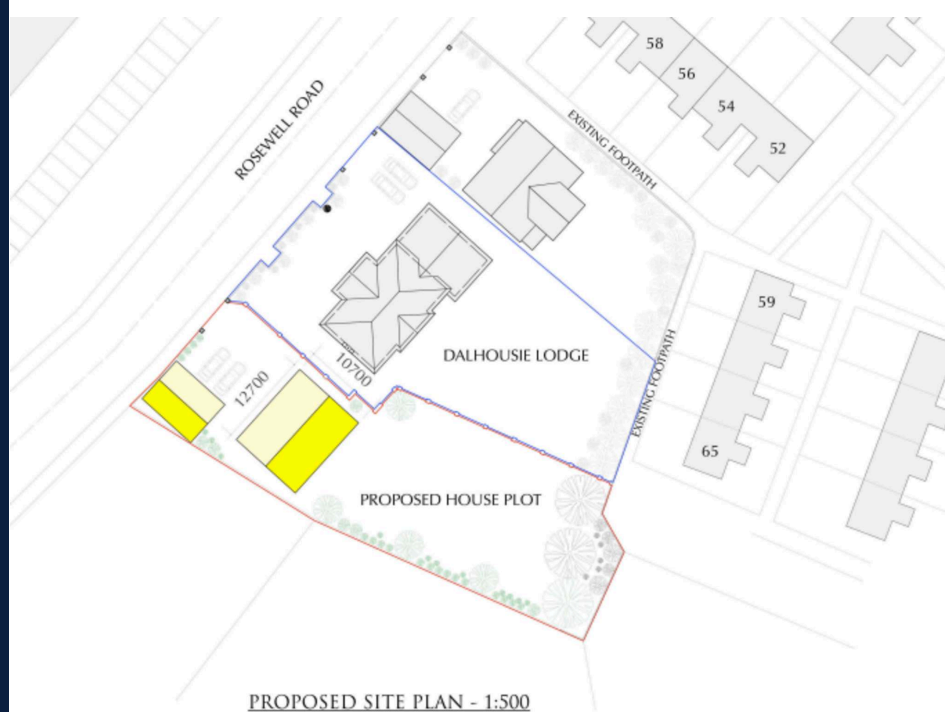 58
56
54
52
ROSEWELL ROAD
EXISTING FOOTPATH
59
EXISTING FOOTPATH
65
DALHOUSIE LODGE
10700
12700
PROPOSED HOUSE PLOT
PROPOSED SITE PLAN - 1:500